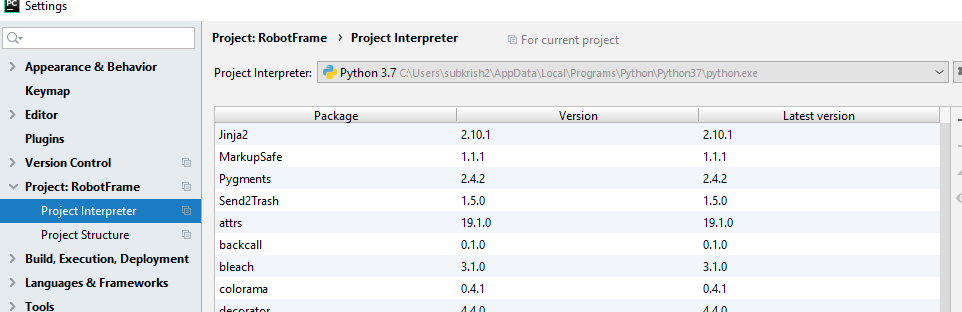 PC Settings
Project: RobotFrame › Project Interpreter For current project
Appearance & Behavior
Keymap
Editor
Plugins
Version Control
Project: RobotFrame
Project Interpreter
Project Structure
Build, Execution, Deployment
Languages & Frameworks
Tools
Project Interpreter: Python 3.7 C:\Users\subkrish2\AppData\Local\Programs\Python\Python37\python.exe
Package Version Latest version
Jinja2 2.10.1 2.10.1
MarkupSafe 1.1.1 1.1.1
Pygments 2.4.2 2.4.2
Send2Trash 1.5.0 1.5.0
attrs 19.1.0 19.1.0
backcall 0.1.0 0.1.0
bleach 3.1.0 3.1.0
colorama 0.4.1 0.4.1
decorator 4.4.0 4.4.0